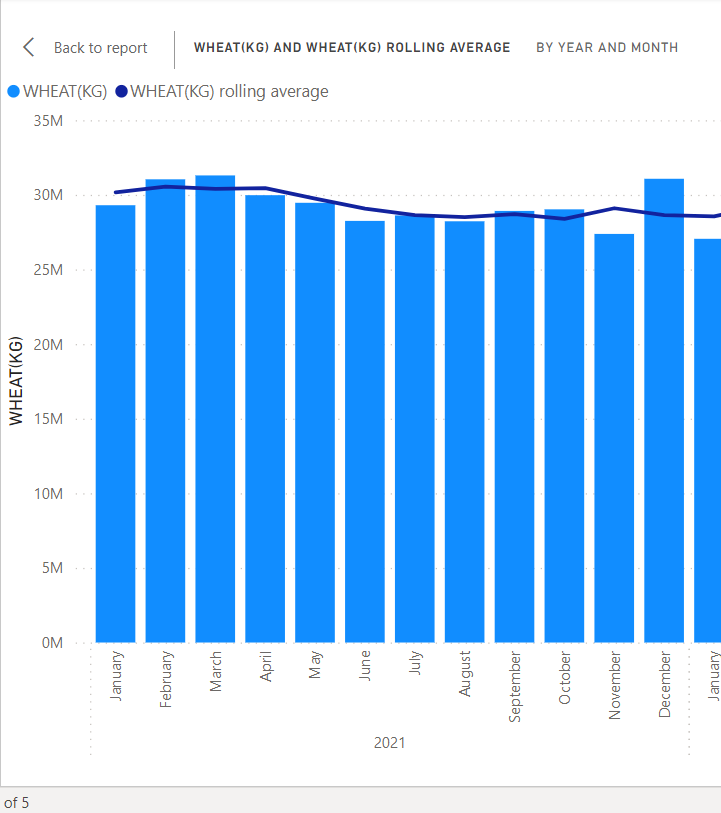 Back to report
WHEAT(KG) AND WHEAT(KG) ROLLING AVERAGE
BY YEAR AND MONTH
WHEAT(KG)
WHEAT(KG) rolling average
35M
30M
25M
20M
15M
10M
5M
0M
WHEAT(KG)
January
February
March
April
May
June
July
August
September
October
November
December
January
2021
of 5